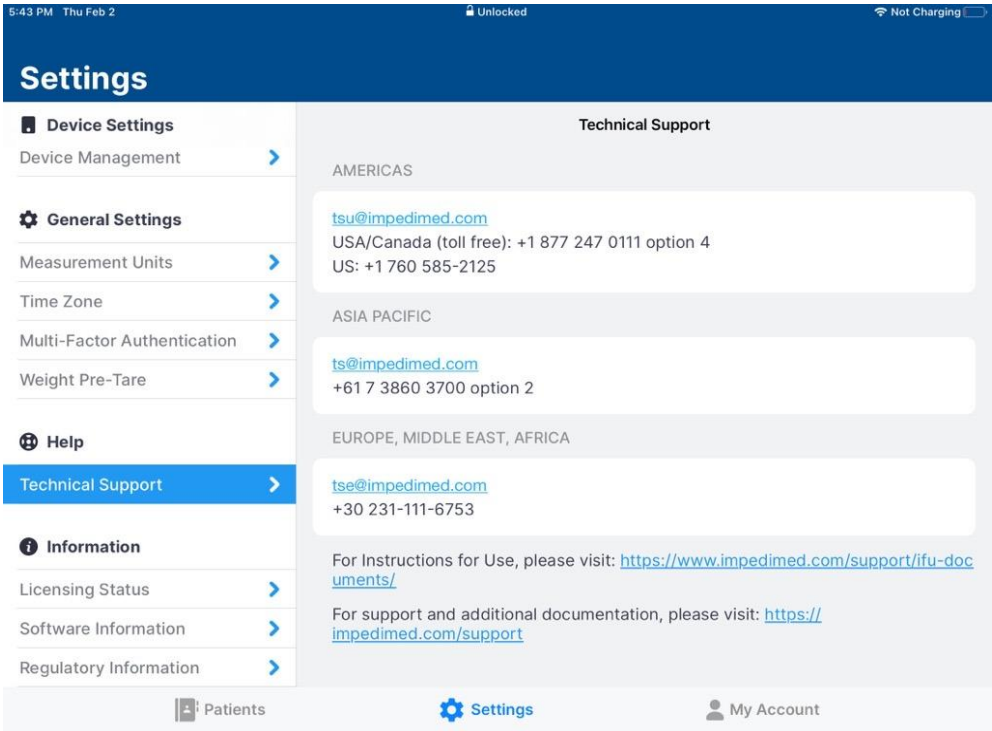 5:43 PM Thu Feb 2
Unlocked
Not Charging
Settings
Device Settings
Device Management
General Settings
Measurement Units
Time Zone
Multi-Factor Authentication
Weight Pre-Tare
Help
Technical Support
Information
Licensing Status
Software Information
Regulatory Information
Technical Support
AMERICAS
tsu@impedimed.com
USA/Canada (toll free): +1 877 247 0111 option 4
US: +1 760 585-2125
ASIA PACIFIC
ts@impedimed.com
+61 7 3860 3700 option 2
EUROPE, MIDDLE EAST, AFRICA
tse@impedimed.com
+30 231-111-6753
For Instructions for Use, please visit: https://www.impedimed.com/support/ifu-doc
uments/
For support and additional documentation, please visit: https://
impedimed.com/support
Patients
Settings
My Account